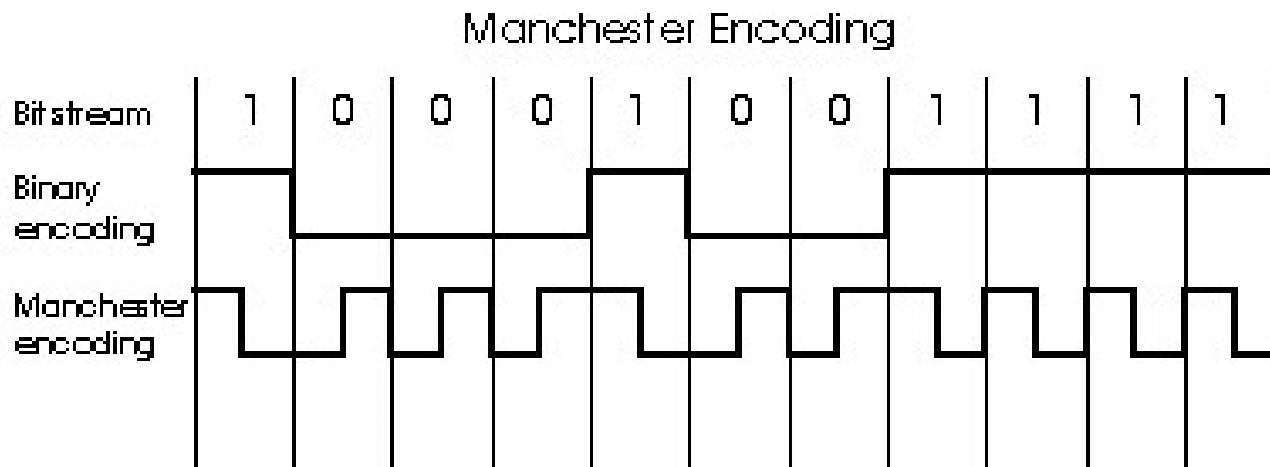 Manchester Encoding
Bitstream 1 0 0 0 1 0 0 1 1 1 1
Binary
encoding
Manchester
encoding